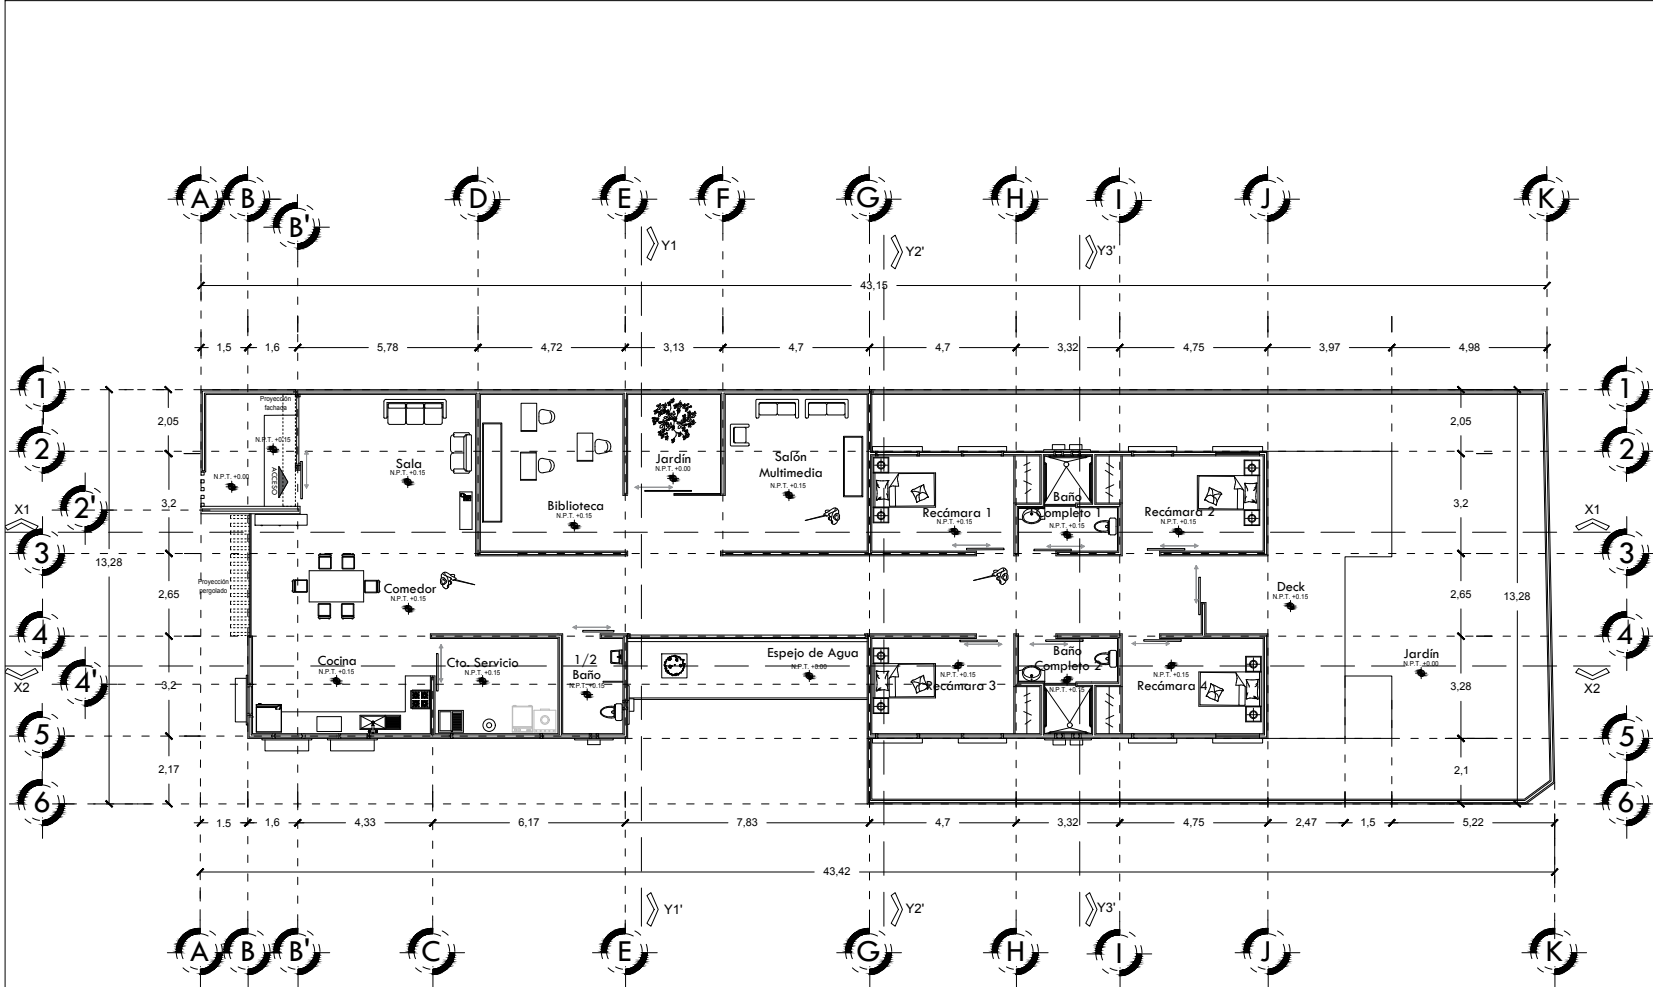 A
B
B'
D
E
F
G
H
I
J
K
Y1
Y2'
Y3'
43,15
1,5
1,6
5,78
4,72
3,13
4,7
4,7
3,32
4,75
3,97
4,98
1
2
2'
3
4
4'
5
6
X1
X2
13,28
2,05
3,2
2,65
3,2
2,17
Proyección
fachada
N.P.T. +0.15
N.P.T. +0.00
ACCESO
Sala
N.P.T. +0.15
Biblioteca
N.P.T. +0.15
Jardín
N.P.T. +0.00
Salón
Multimedia
N.P.T. +0.15
Recámara 1
N.P.T. +0.15
Baño
Completo 1
N.P.T. +0.15
Recámara 2
N.P.T. +0.15
Proyección
pergolado
Comedor
N.P.T. +0.15
Deck
N.P.T. +0.15
Cocina
N.P.T. +0.15
Cto. Servicio
N.P.T. +0.15
1/2
Baño
N.P.T. +0.15
Espejo de Agua
N.P.T. +0.00
Recámara 3
Baño
Completo 2
N.P.T. +0.15
N.P.T. +0.15
Recámara 4
Jardín
N.P.T. +0.00
2,05
3,2
2,65
13,28
3,28
2,1
1
2
X1
3
4
X2
5
6
1.5
1,6
4,33
6,17
7,83
4,7
3,32
4,75
2,47
1,5
5,22
43,42
Y1'
Y2'
Y3'
A
B
B'
C
E
G
H
I
J
K